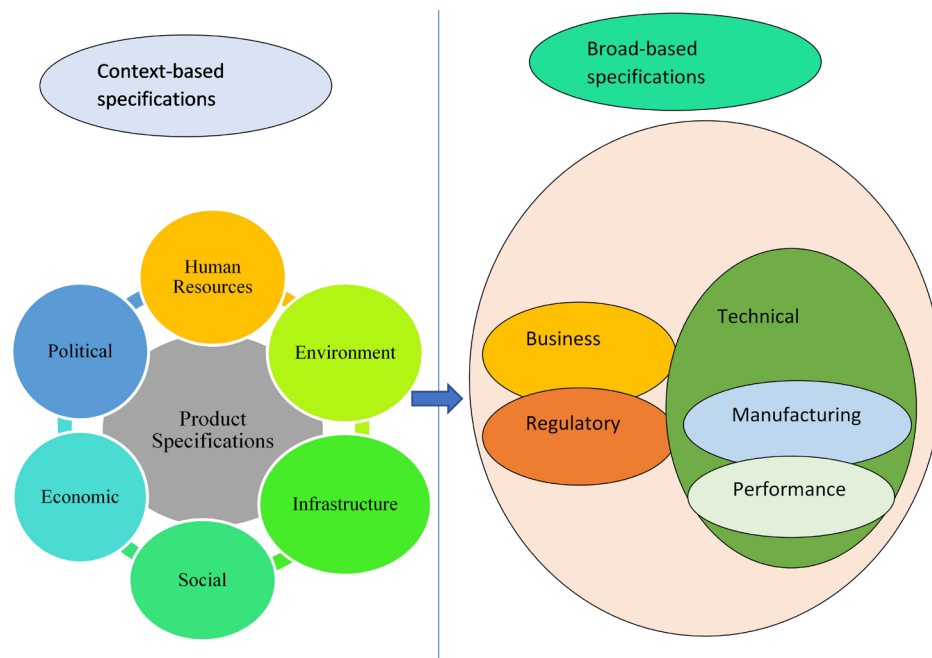 Context-based
specifications
Human
Resources
Political
Environment
Product
Specifications
Economic
Infrastructure
Social
Broad-based
specifications
Technical
Business
Manufacturing
Regulatory
Performance